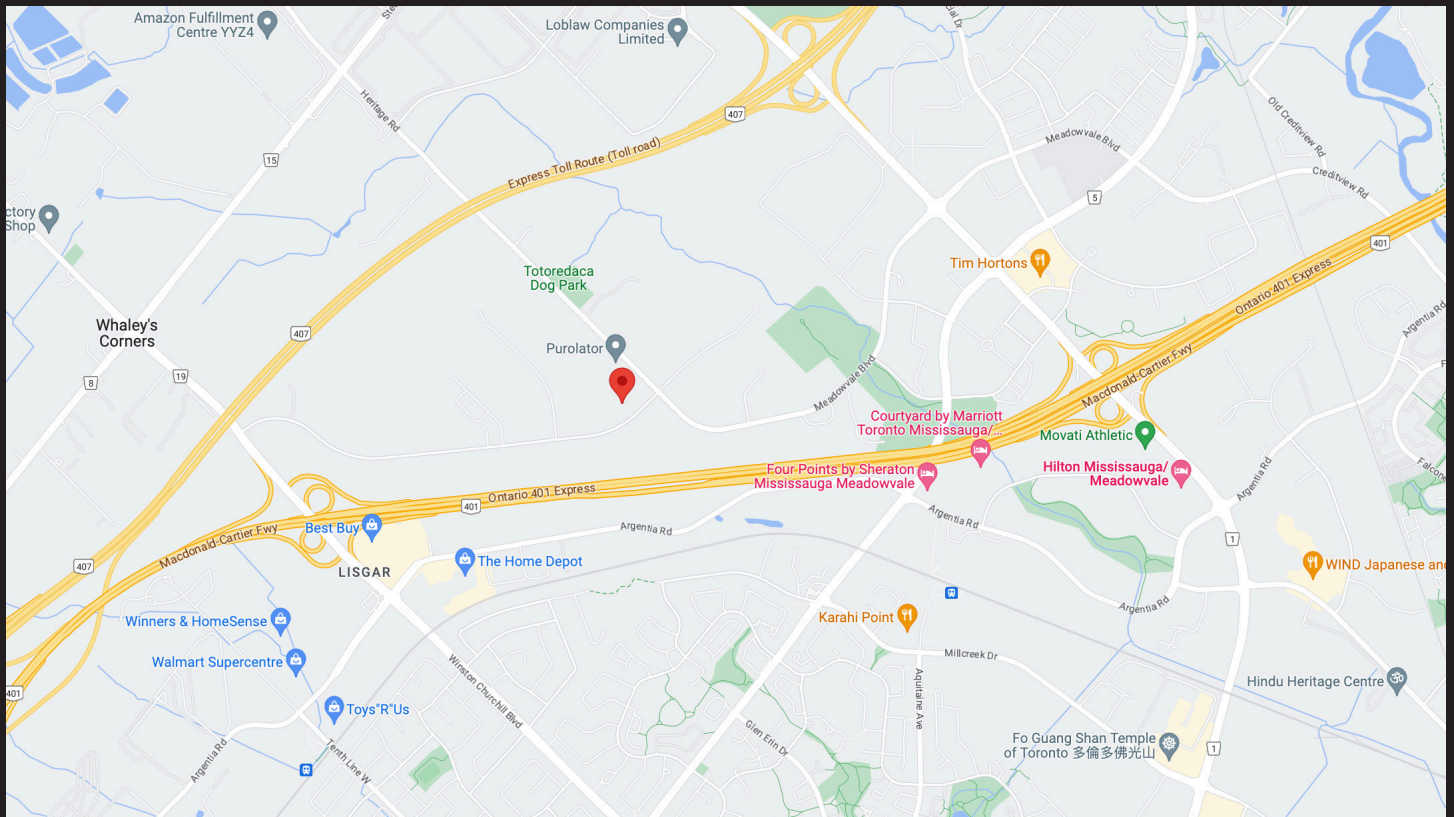 Amazon Fulfillment
Centre YYZ4
Loblaw Companies
Limited
407
Heritage Rd
Old Creditview Rd
Meadowvale Blvd
15
Express Toll Route (Toll road)
Creditview Rd
5
ctory
Shop
401
Tim Hortons
Totoredaca
Dog Park
Ontario 401 Express
Whaley's
Corners
407
Argentia Rd
Purolator
8
19
Meadowvale Blvd
Macdonald-Cartier Fwy
Courtyard by Marriott
Toronto Mississauga/...
Movati Athletic
Four Points by Sheraton
Mississauga Meadowvale
Hilton Mississauga/
Meadowvale
Argentia Rd
Ontario 401 Express
401
Argentia Rd
Argentia Rd
Best Buy
Macdonald-Cartier Fwy
1
407
LISGAR
The Home Depot
WIND Japanese and
Argentia Rd
Winners & HomeSense
Karahi Point
Walmart Supercentre
Millcreek Dr
401
Winston Churchill Blvd
Aquitaine Ave
Hindu Heritage Centre
Toys"R"Us
Glen Erin Dr
Fo Guang Shan Temple
of Toronto 多倫多佛光山
1
Argentia Rd
Tenth Line W